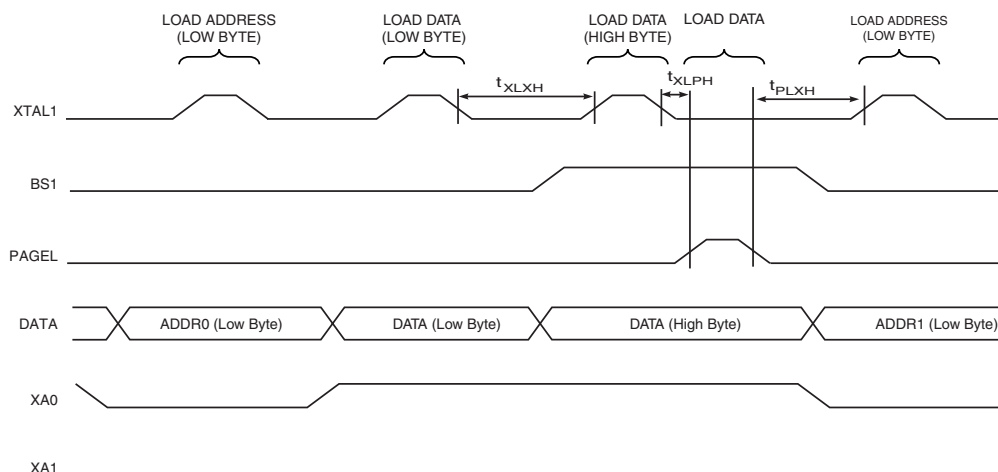 LOAD ADDRESS
(LOW BYTE)
LOAD DATA
(LOW BYTE)
LOAD DATA
(HIGH BYTE)
LOAD DATA
LOAD ADDRESS
(LOW BYTE)
tXLXH
tXLPH
tPLXH
XTAL1
BS1
PAGEL
DATA
ADDR0 (Low Byte)
DATA (Low Byte)
DATA (High Byte)
ADDR1 (Low Byte)
XA0
XA1